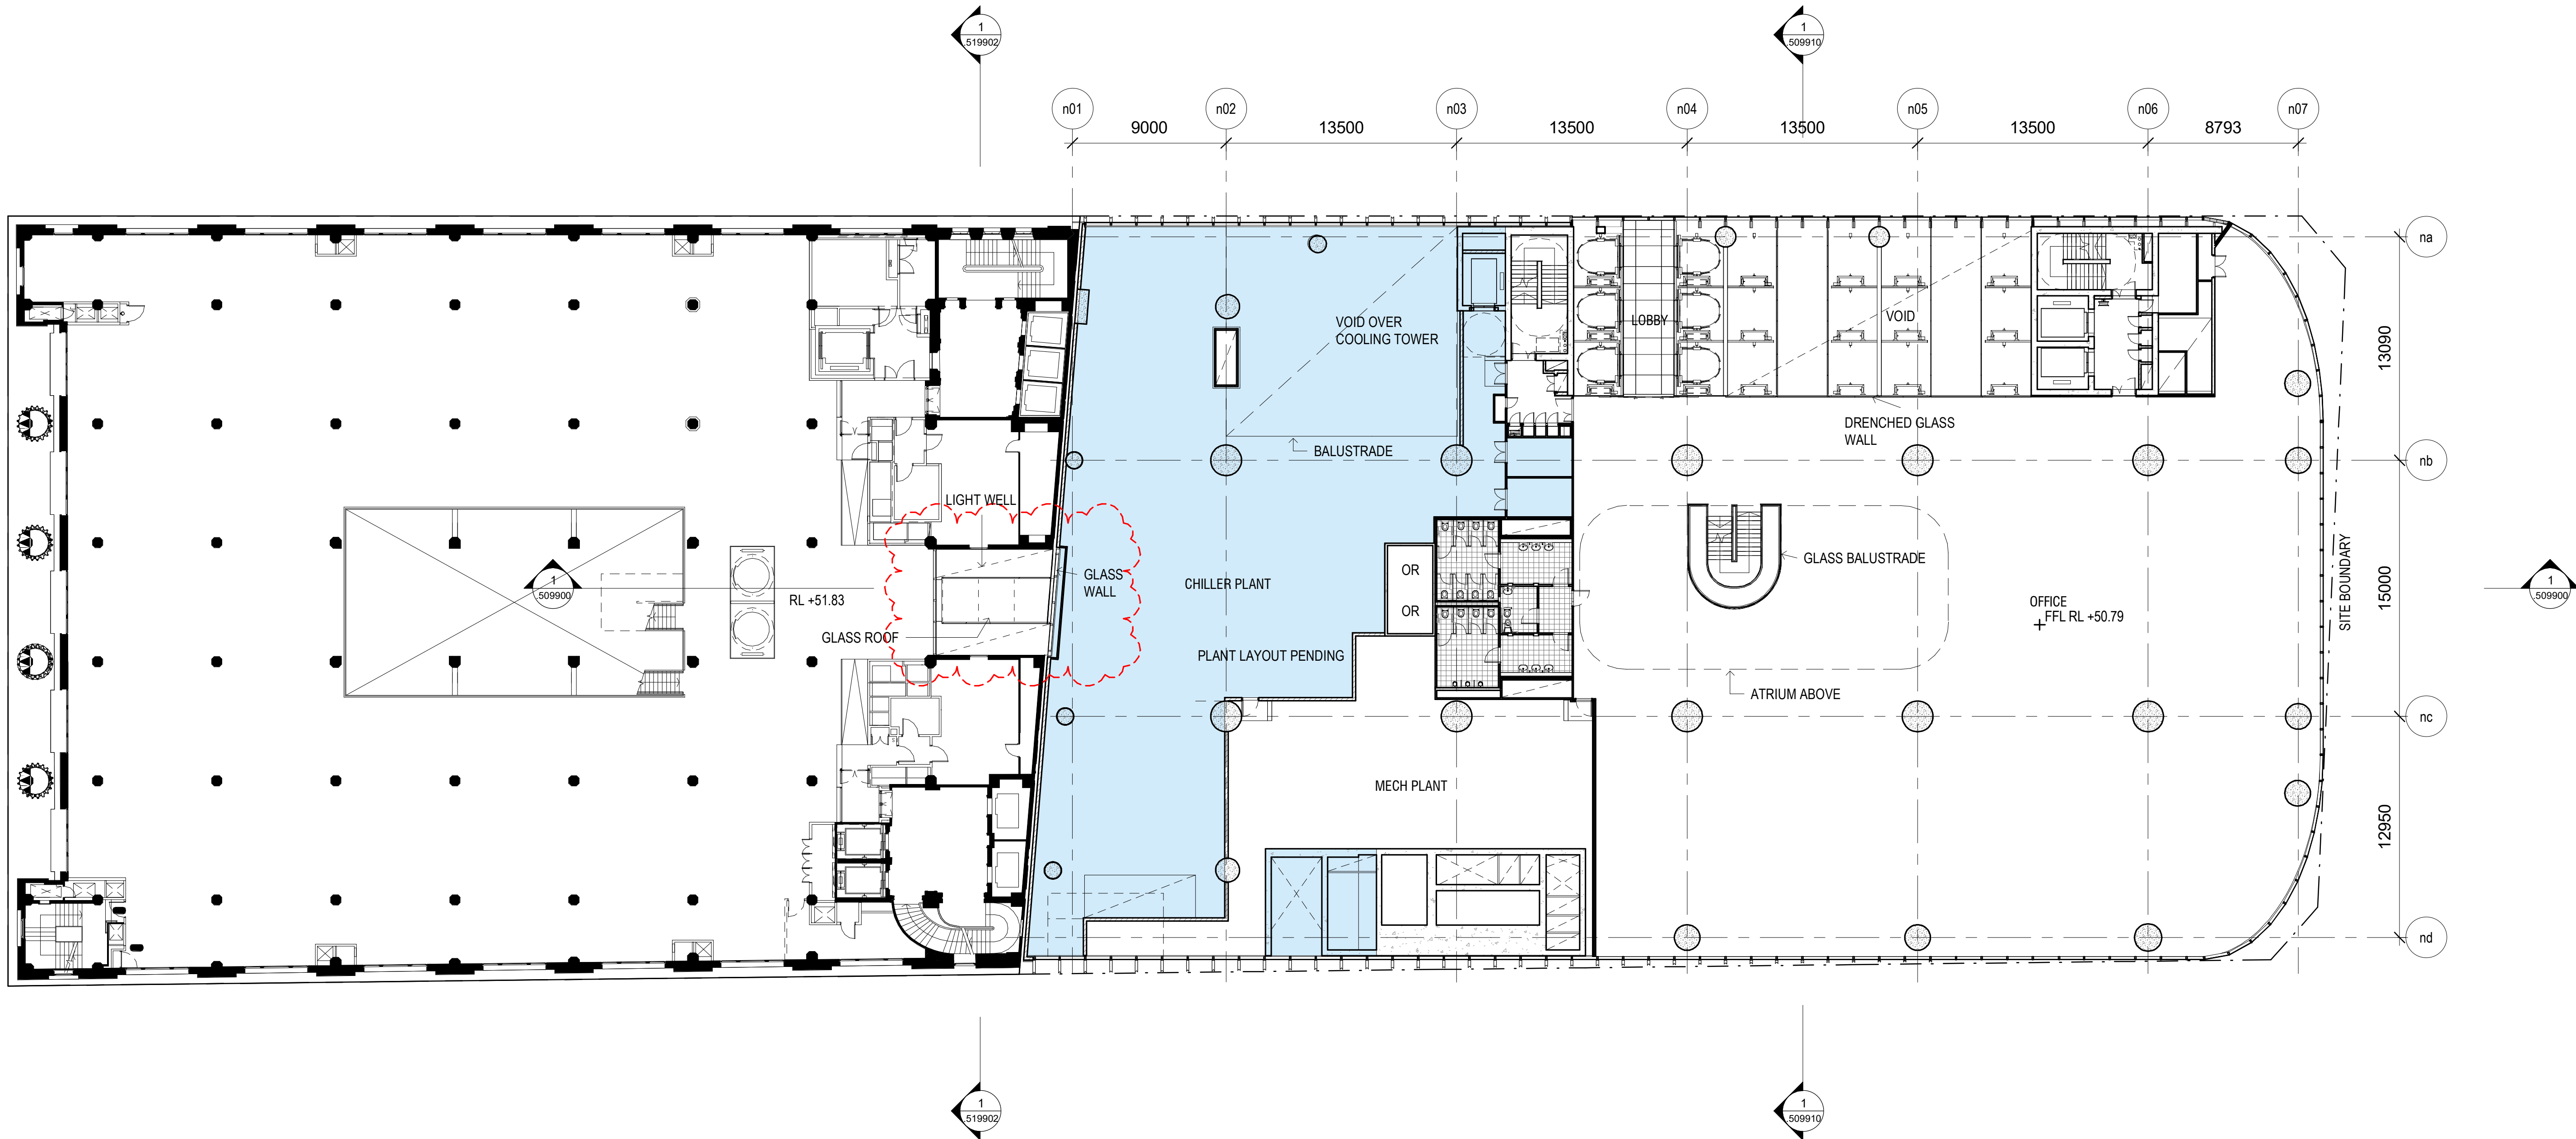 1
519902
1
509910
n01
n02
n03
n04
n05
n06
n07
9000
13500
13500
13500
13500
8793
na
VOID OVER
COOLING TOWER
LOBBY
VOID
13090
DRENCHED GLASS
WALL
BALUSTRADE
nb
LIGHT WELL
GLASS
WALL
CHILLER PLANT
OR
OR
GLASS BALUSTRADE
SITE BOUNDARY
1
509900
RL +51.83
OFFICE
FFL RL +50.79
15000
1
509900
GLASS ROOF
PLANT LAYOUT PENDING
ATRIUM ABOVE
nc
MECH PLANT
12950
nd
1
519902
1
509910